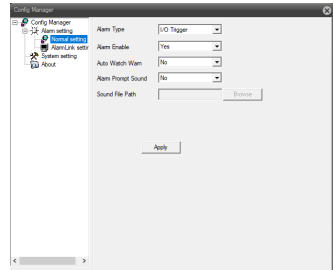 Config Manager
Config Manager
Alarm setting
Normal setting
AlarmLink settir
System setting
About
Alarm Type
I/O Trigger
Alarm Enable
Yes
Auto Watch Warn
No
Alarm Prompt Sound
No
Sound File Path
Browse
Apply